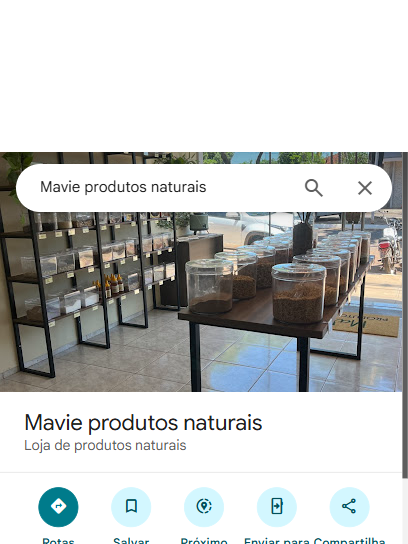 Mavie produtos naturais
Mavie produtos naturais
Loja de produtos naturais
Rotas
Salvar
Próximo
Enviar para
Compartilha